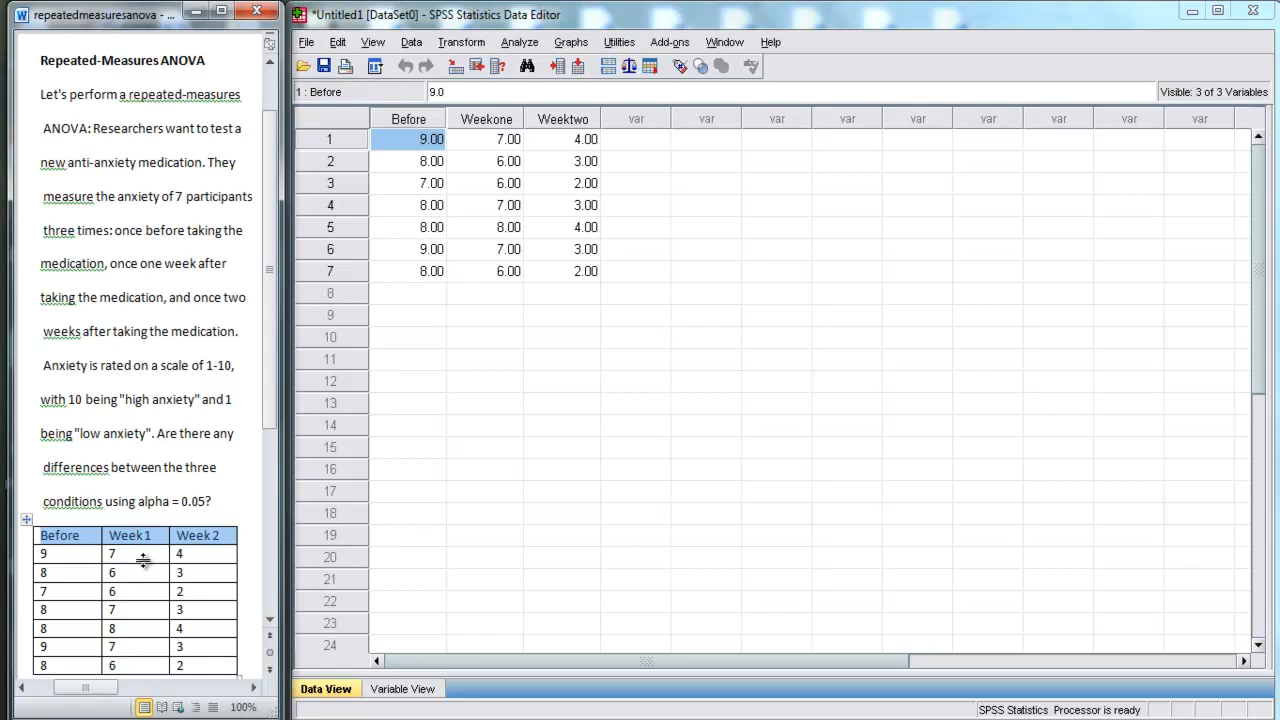 repeatedmeasuresanova - ...
Repeated-Measures ANOVA
Let's perform a repeated-measures
ANOVA: Researchers want to test a
new anti-anxiety medication. They
measure the anxiety of 7 participants
three times: once before taking the
medication, once one week after
taking the medication, and once two
weeks after taking the medication.
Anxiety is rated on a scale of 1-10,
with 10 being "high anxiety" and 1
being "low anxiety". Are there any
differences between the three
conditions using alpha = 0.05?
Before Week 1 Week 2
9 7 4
8 6 3
7 6 2
8 7 3
8 8 4
9 7 3
8 6 2
100%
*Untitled1 [DataSet0] - SPSS Statistics Data Editor
File Edit View Data Transform Analyze Graphs Utilities Add-ons Window Help
1 : Before 9.0 Visible: 3 of 3 Variables
Before Weekone Weektwo var var var var var var var var var
1 9.00 7.00 4.00
2 8.00 6.00 3.00
3 7.00 6.00 2.00
4 8.00 7.00 3.00
5 8.00 8.00 4.00
6 9.00 7.00 3.00
7 8.00 6.00 2.00
8
9
10
11
12
13
14
15
16
17
18
19
20
21
22
23
24
Data View Variable View
SPSS Statistics Processor is ready